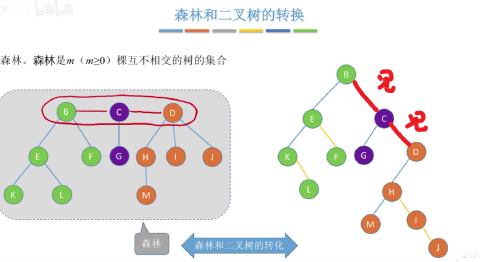 森林和二叉树的转换
森林。森林是m（m≥0）棵互不相交的树的集合
B C D
E F G H I J
K L M
森林
森林和二叉树的转化
B
E C
K F G D
L H
M I
J